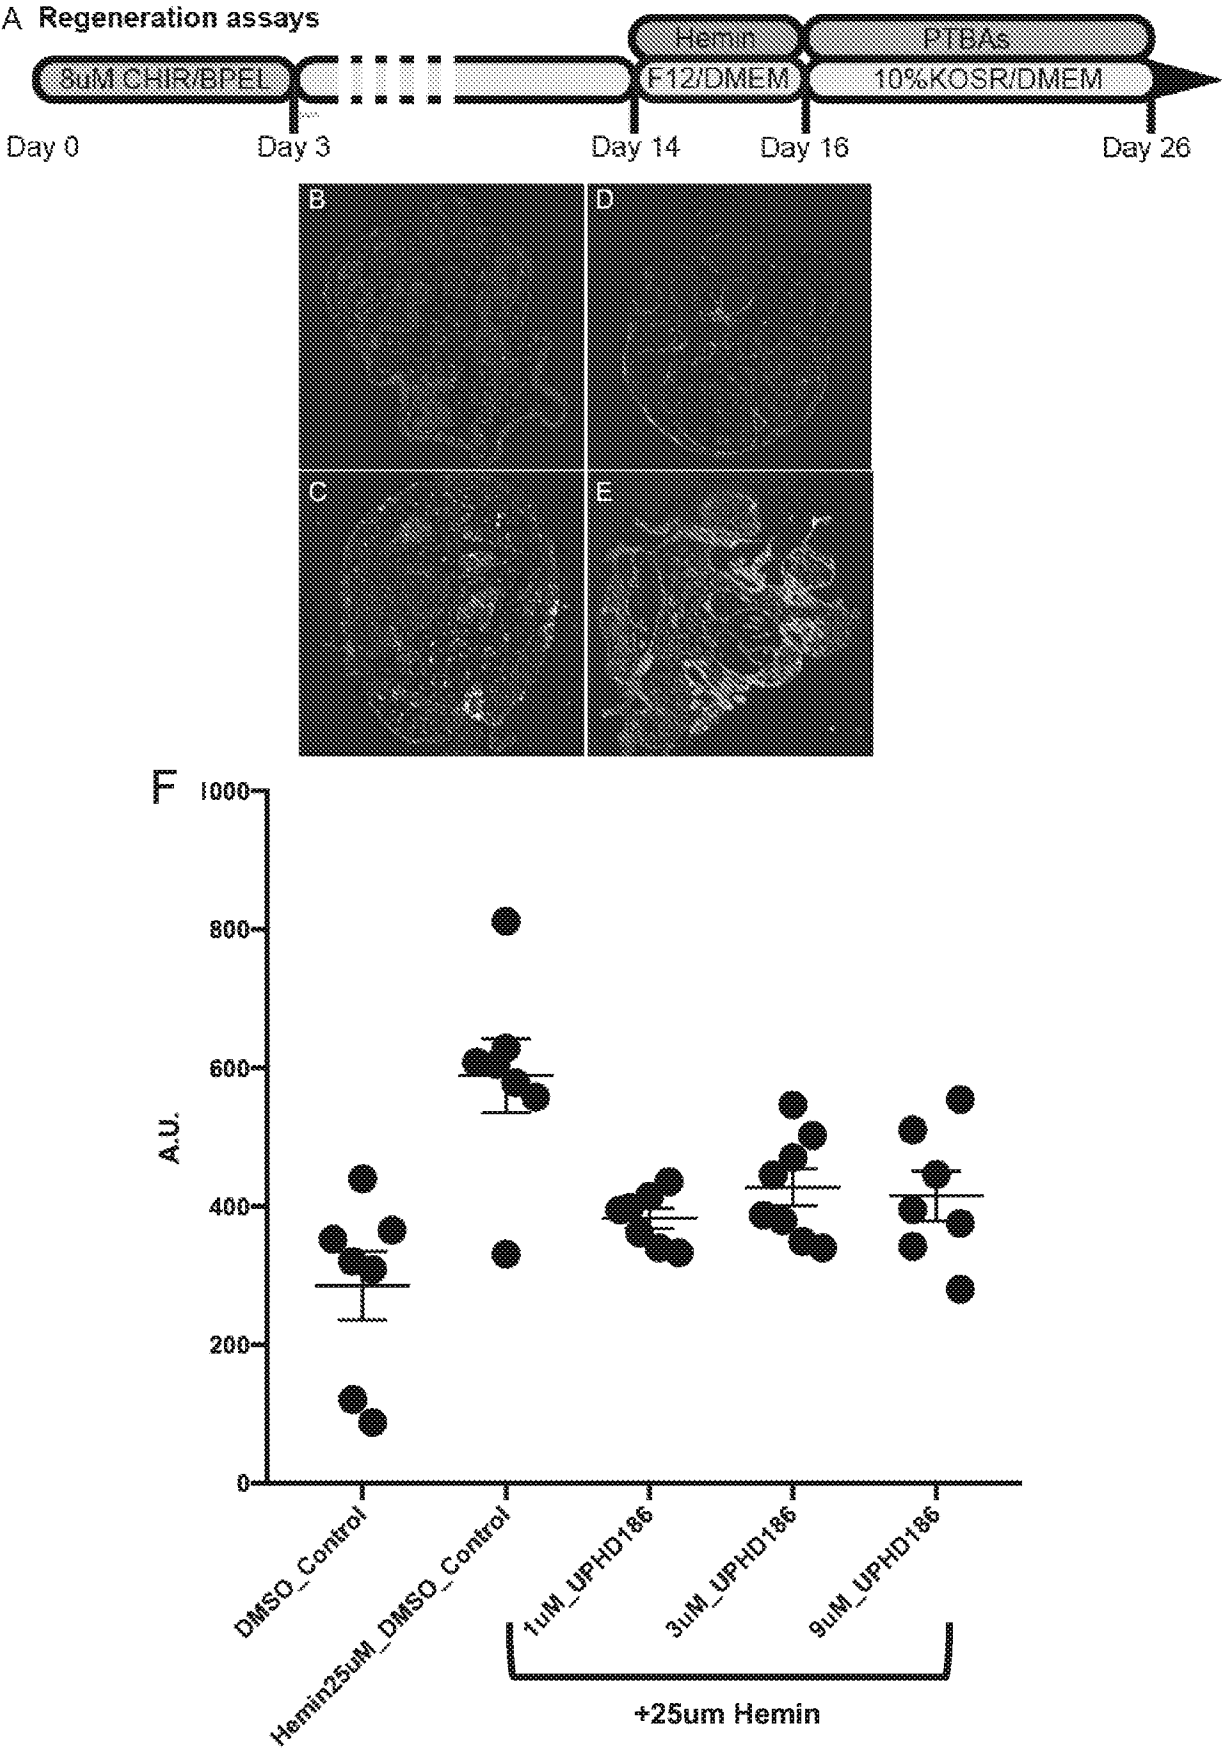 A Regeneration assays
Hemin PTBAs
8uM CHIR/BPEL F12/DMEM 10%KOSR/DMEM
Day 0 Day 3 Day 14 Day 16 Day 26
B D
C E
F
1000
800
600
A.U.
400
200
0
DMSO_Control
Hemin25uM_DMSO_Control
1uM_UPHD186
3uM_UPHD186
9uM_UPHD186
+25um Hemin